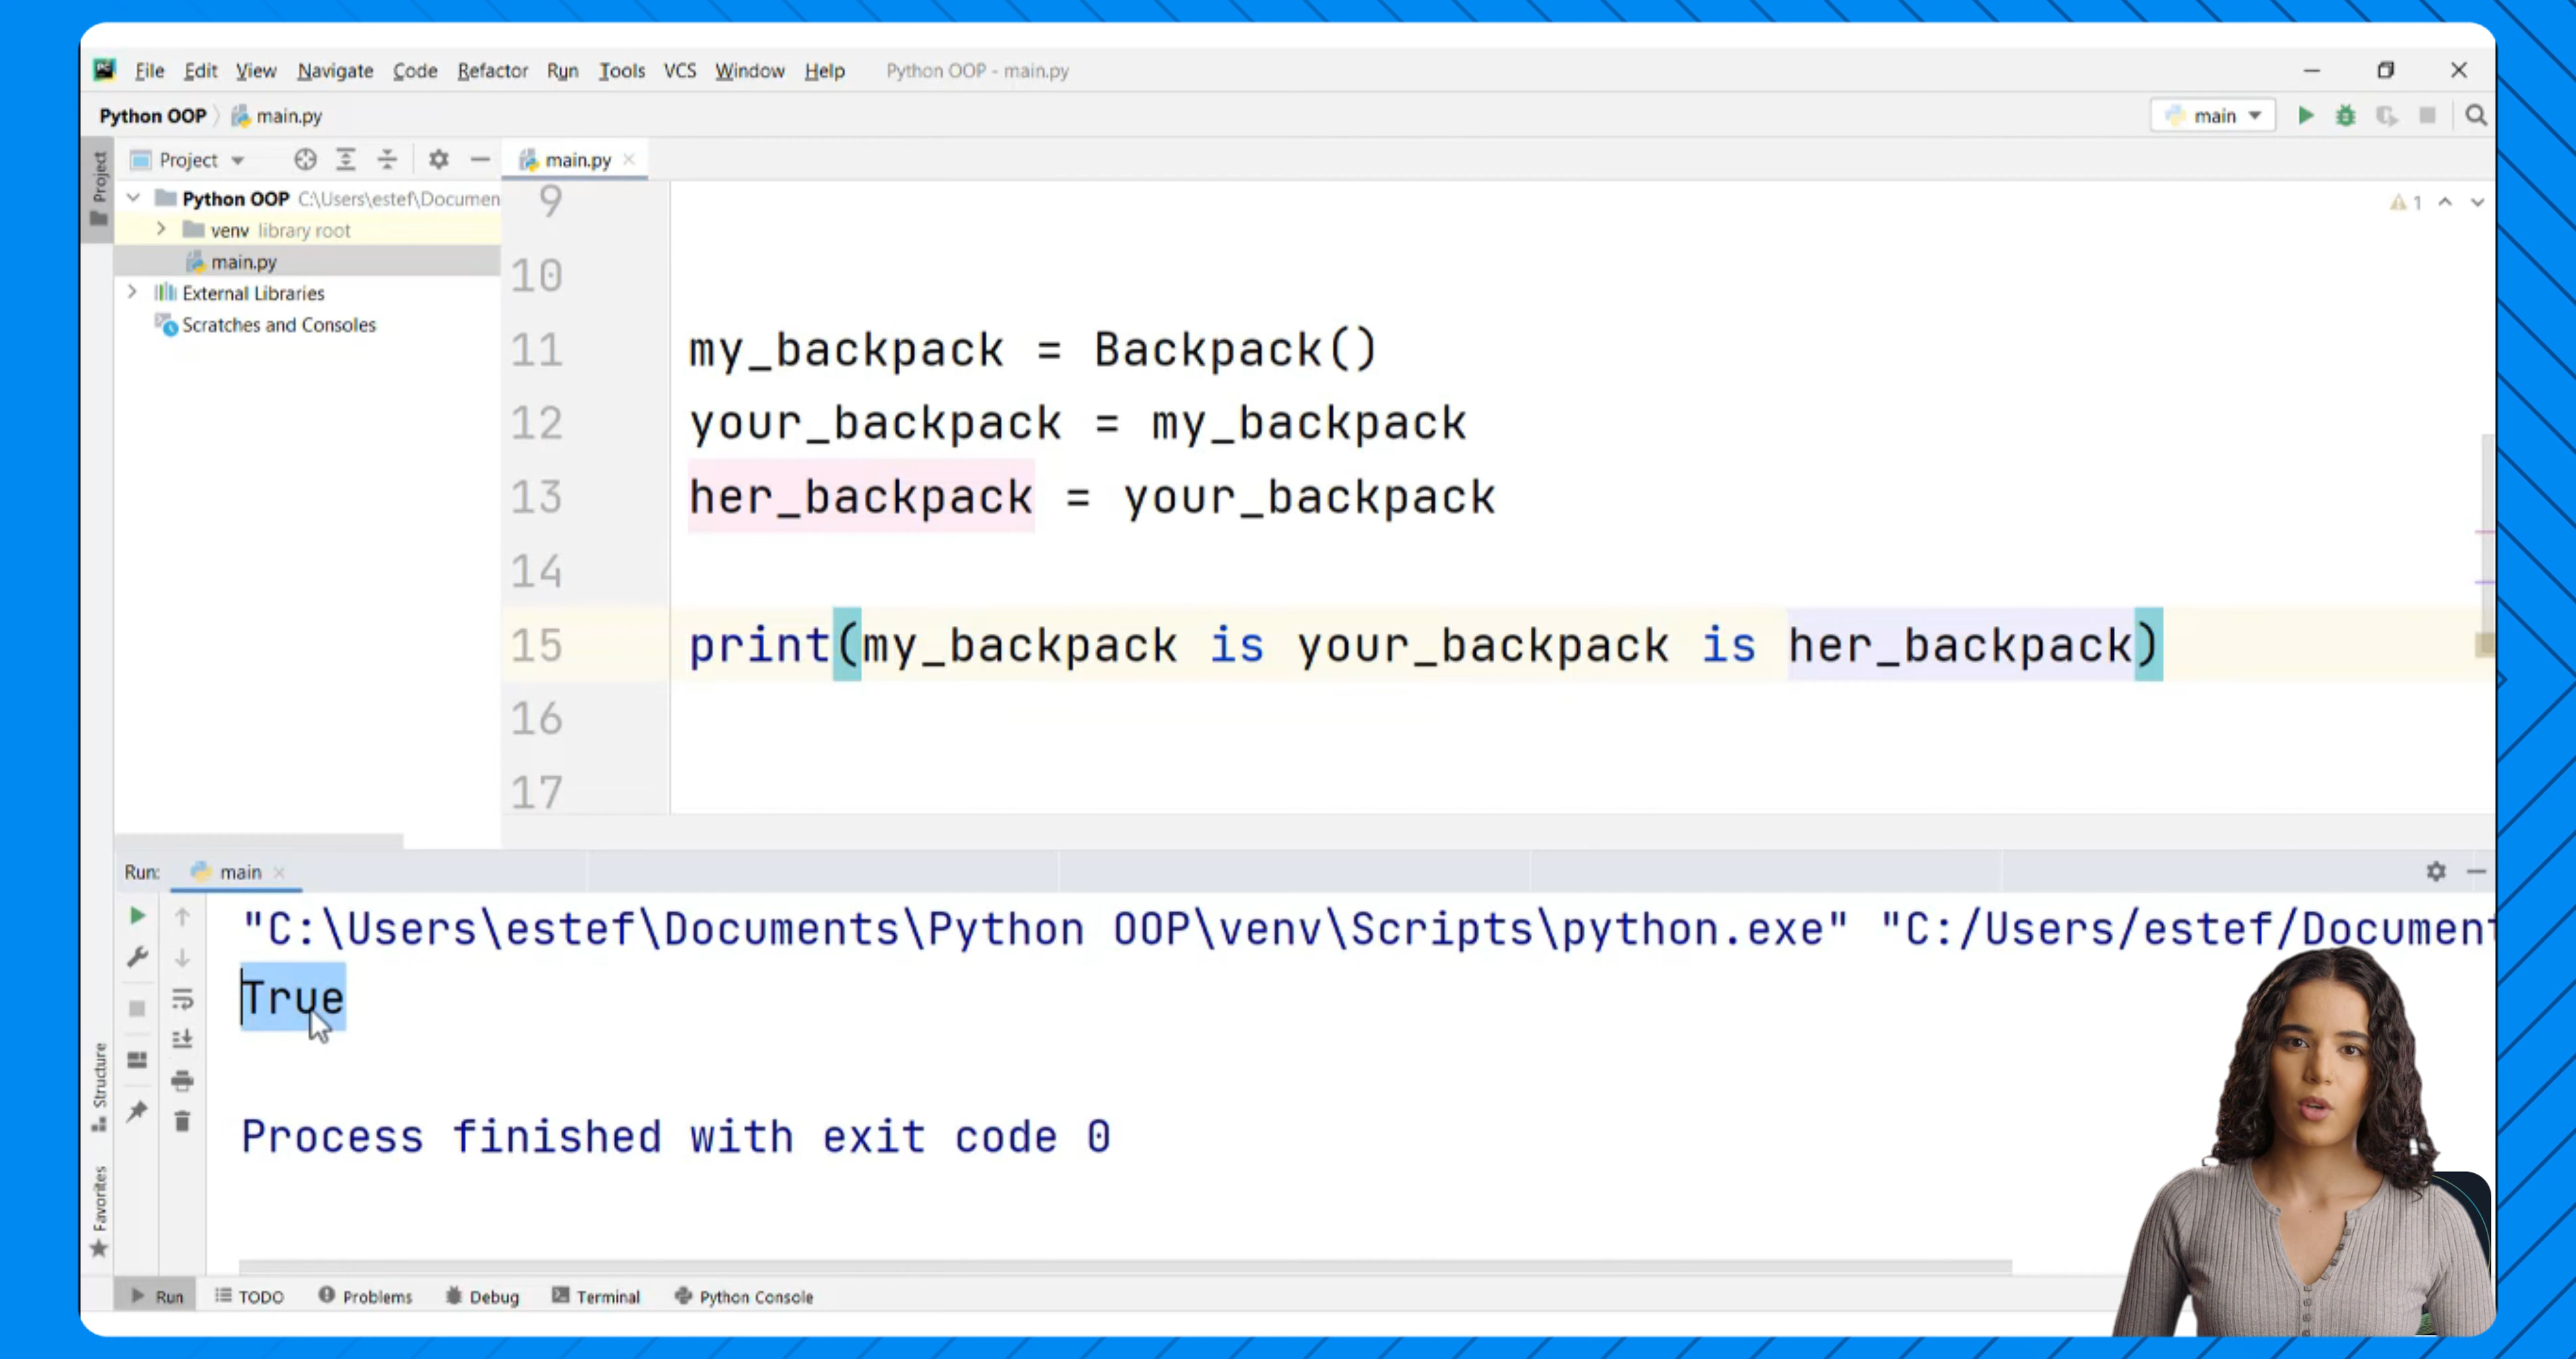 File Edit View Navigate Code Refactor Run Tools VCS Window Help Python OOP - main.py
Python OOP main.py main
Project main.py
Project
Python OOP C:\Users\estef\Documen
venv library root
main.py
External Libraries
Scratches and Consoles
1
9
10
11 my_backpack = Backpack()
12 your_backpack = my_backpack
13 her_backpack = your_backpack
14
15 print(my_backpack is your_backpack is her_backpack)
16
17
Run: main
"C:\Users\estef\Documents\Python OOP\venv\Scripts\python.exe" "C:/Users/estef/Document
True
Process finished with exit code 0
Structure
Favorites
Run TODO Problems Debug Terminal Python Console